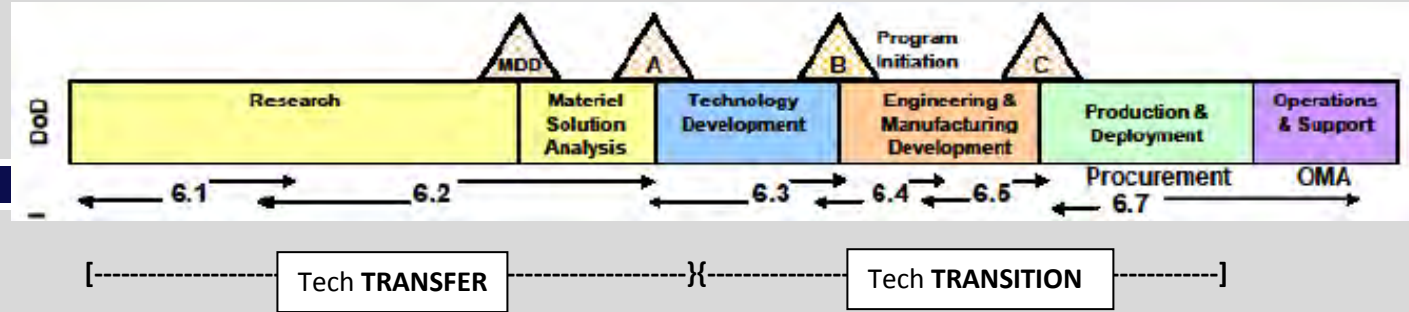 Program
Initiation
MDD
A
B
C
DoD
Research
Materiel
Solution
Analysis
Technology
Development
Engineering &
Manufacturing
Development
Production &
Deployment
Operations
& Support
6.1
6.2
6.3
6.4
6.5
Procurement
OMA
6.7
[-------------------- Tech TRANSFER -------------------}{--------------- Tech TRANSITION ------------]